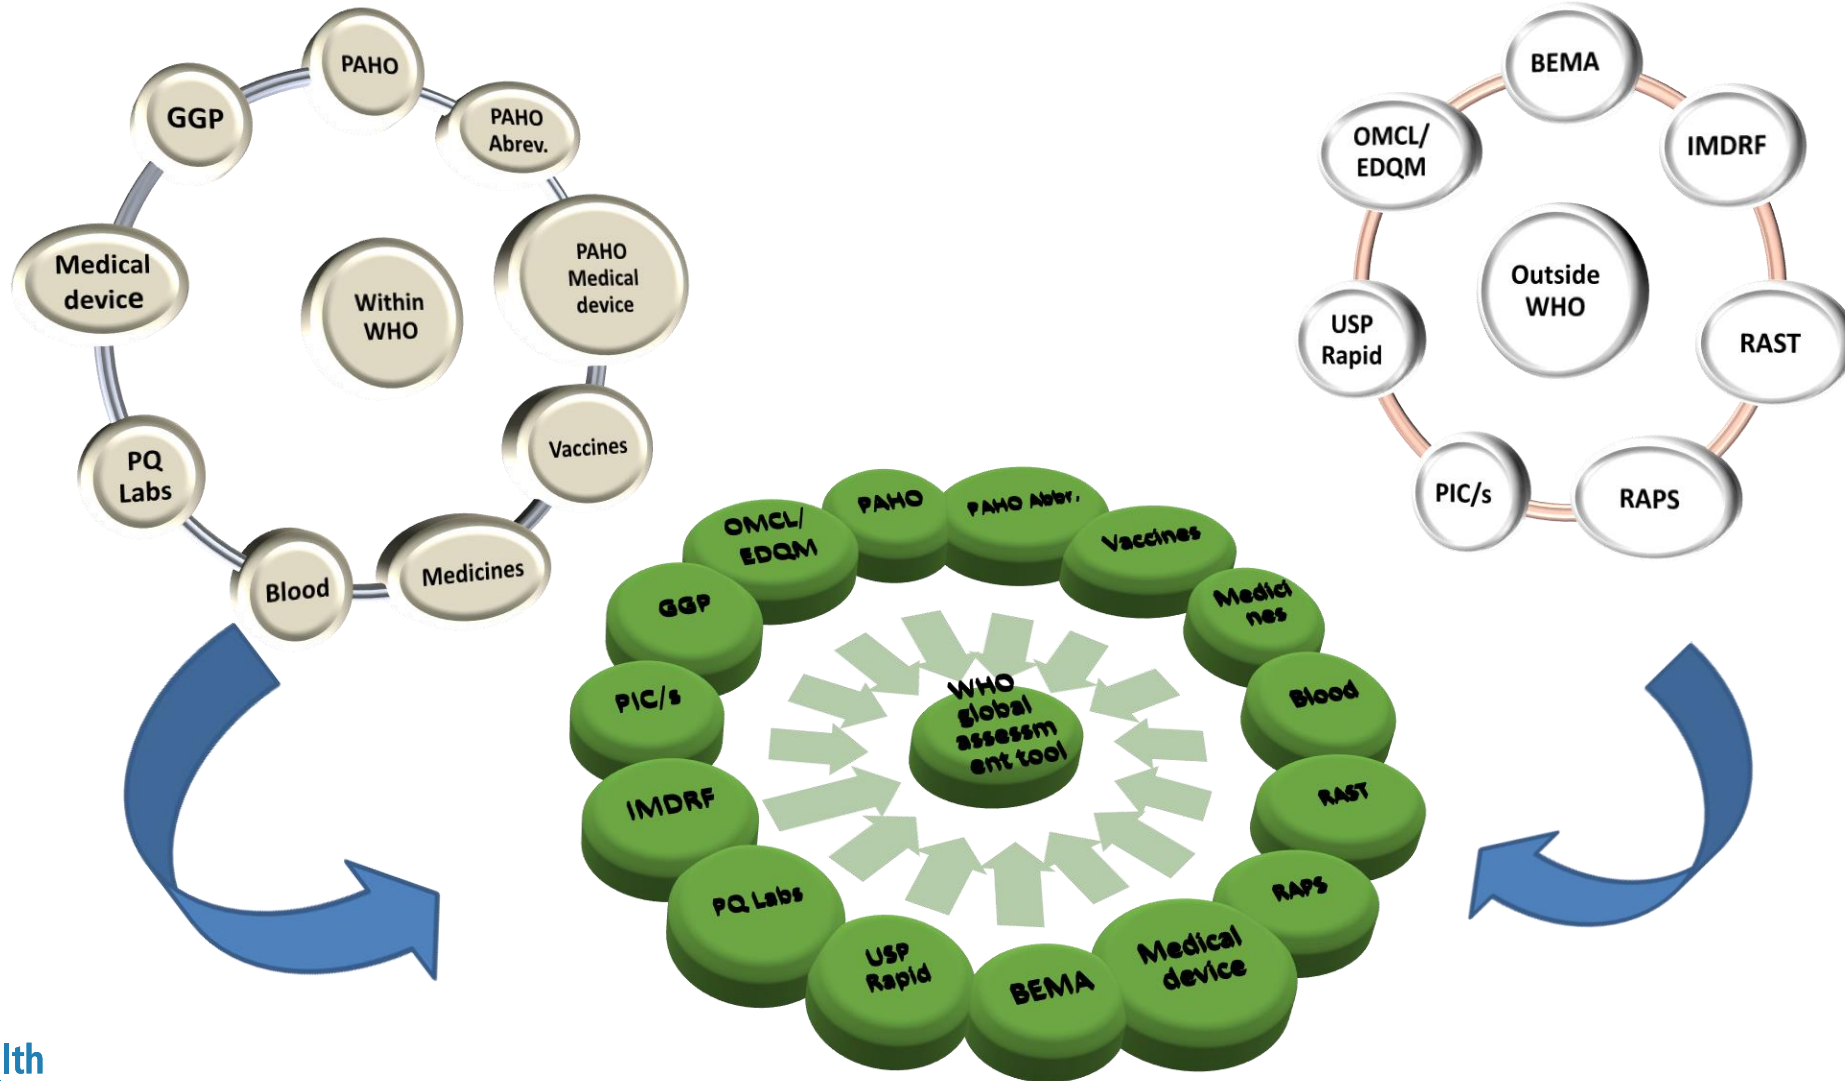 PAHO
PAHO
Abrev.
PAHO
Medical
device
Vaccines
Medicines
Blood
PQ
Labs
Medical
device
GGP
Within
WHO
BEMA
IMDRF
RAST
RAPS
PIC/s
USP
Rapid
OMCL/
EDQM
Outside
WHO
PAHO
PAHO Abbr.
Vaccines
Medici
nes
Blood
RAST
RAPS
Medical
device
BEMA
USP
Rapid
PQ Labs
IMDRF
PIC/s
GGP
OMCL/
EDQM
WHO
global
assessm
ent tool
lth